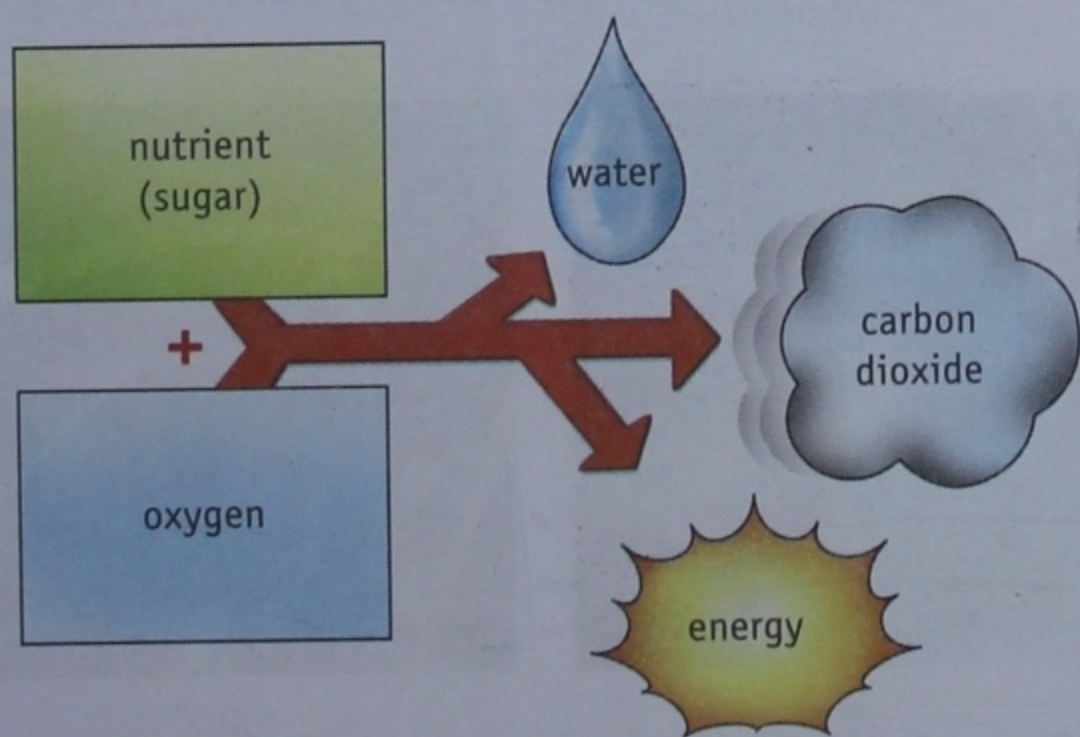 nutrient
(sugar)
+
oxygen
water
carbon
dioxide
energy